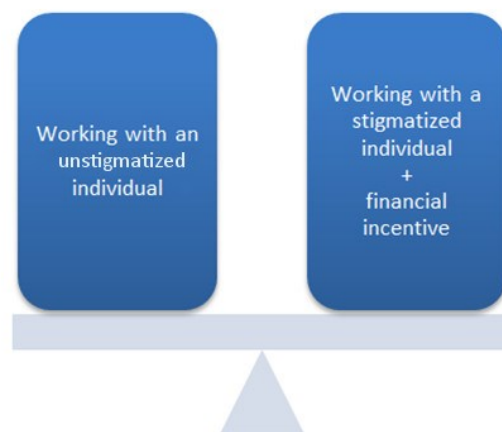 Working with an
unstigmatized
individual
Working with a
stigmatized
individual
+
financial
incentive